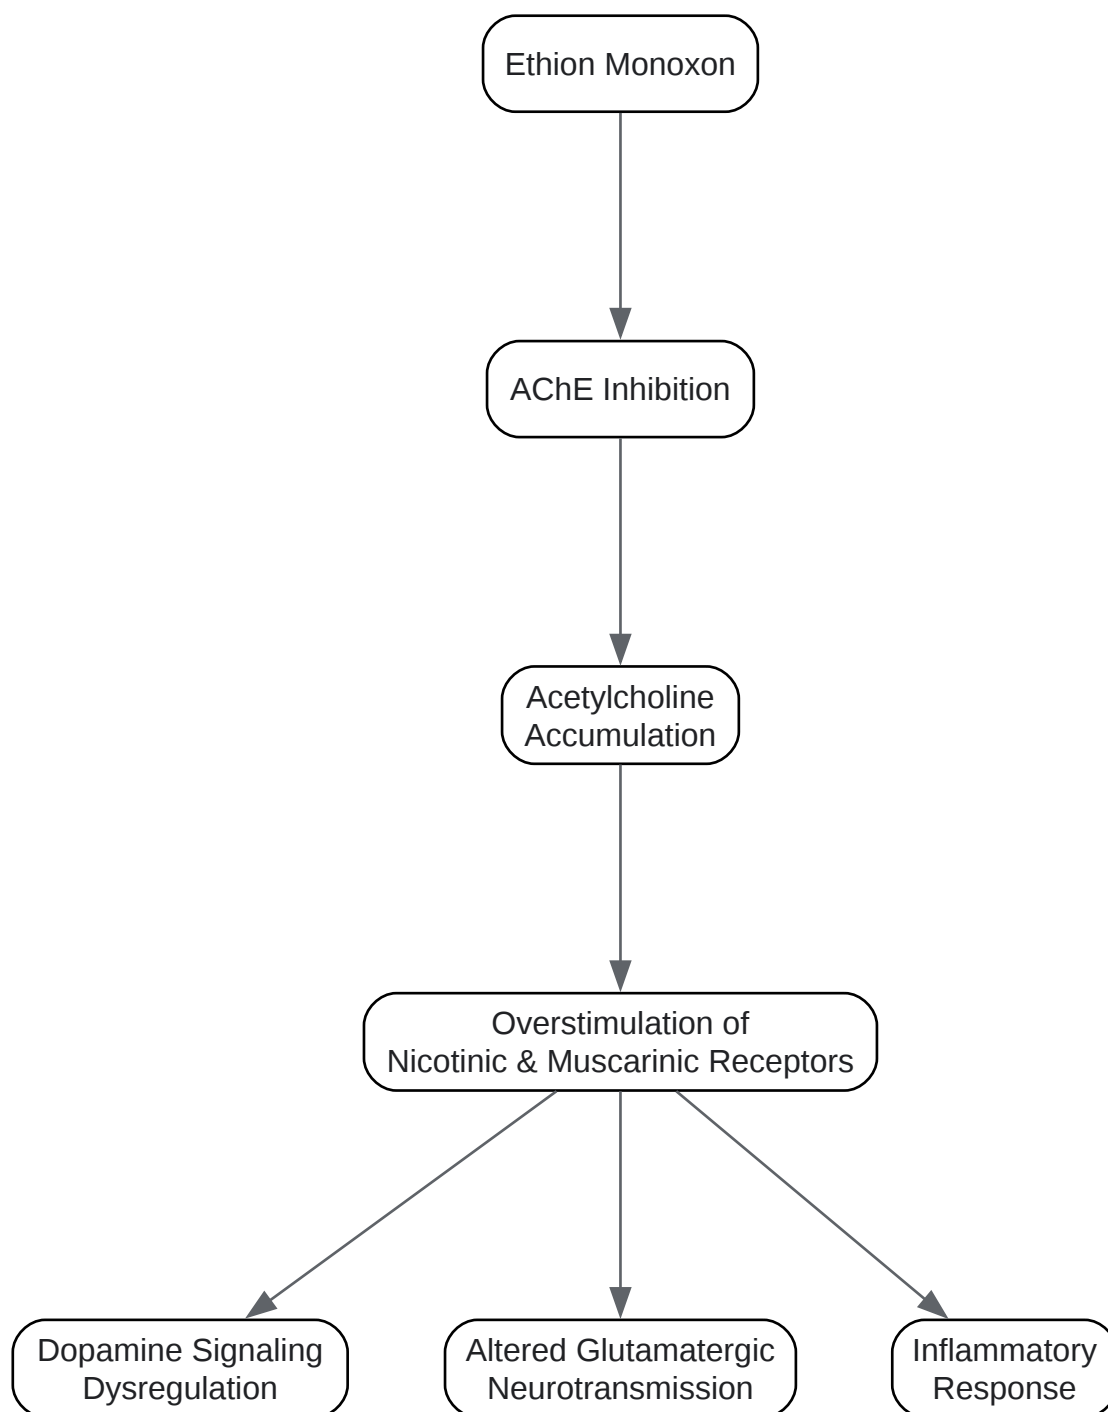 Ethion Monoxon
AChE Inhibition
Acetylcholine
Accumulation
Overstimulation of
Nicotinic & Muscarinic Receptors
Dopamine Signaling
Dysregulation
Altered Glutamatergic
Neurotransmission
Inflammatory
Response